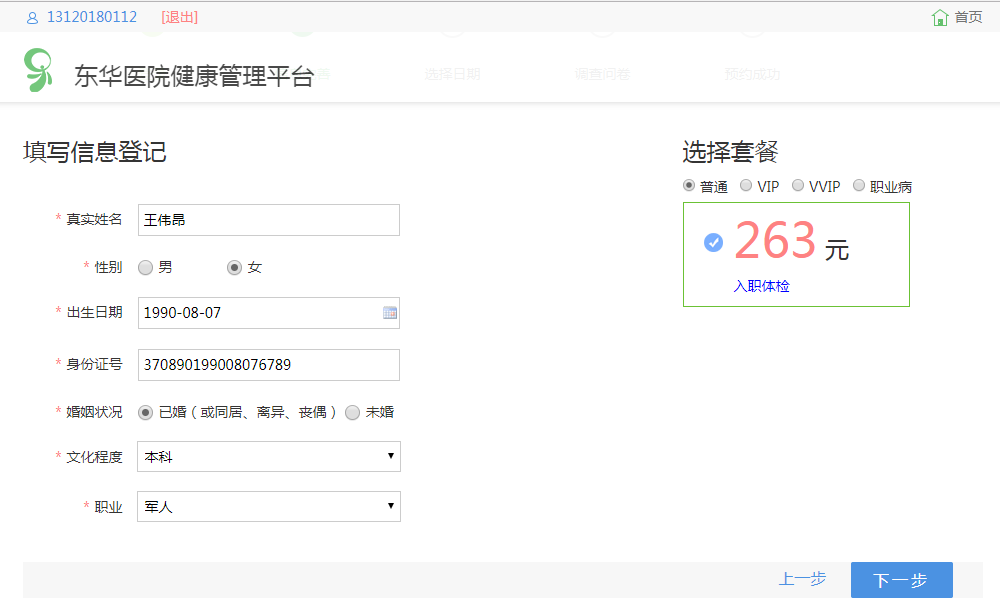 13120180112 [退出] 首页
东华医院健康管理平台
选择日期 调查问卷 预约成功
填写信息登记
* 真实姓名 王伟昂
* 性别 男 女
* 出生日期 1990-08-07
* 身份证号 370890199008076789
* 婚姻状况 已婚（或同居、离异、丧偶） 未婚
* 文化程度 本科
* 职业 军人
选择套餐
普通 VIP VVIP 职业病
263 元
入职体检
上一步 下一步